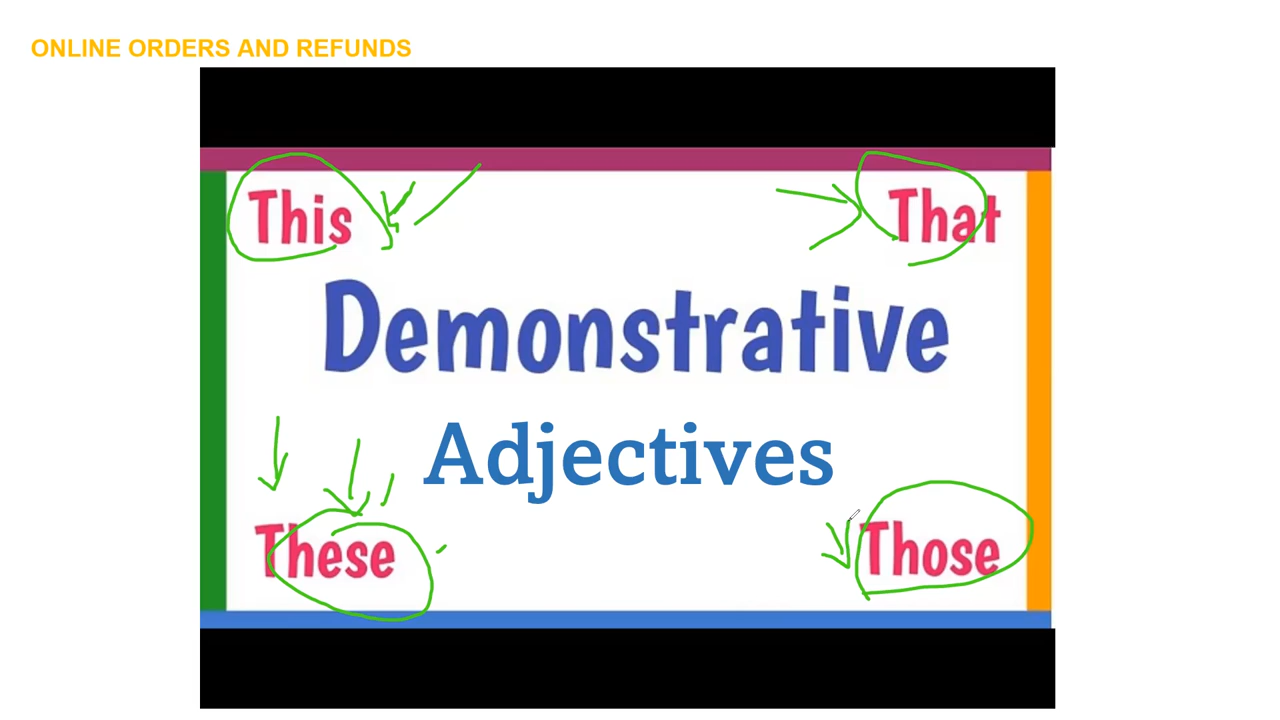 ONLINE ORDERS AND REFUNDS
This That
Demonstrative
Adjectives
These Those